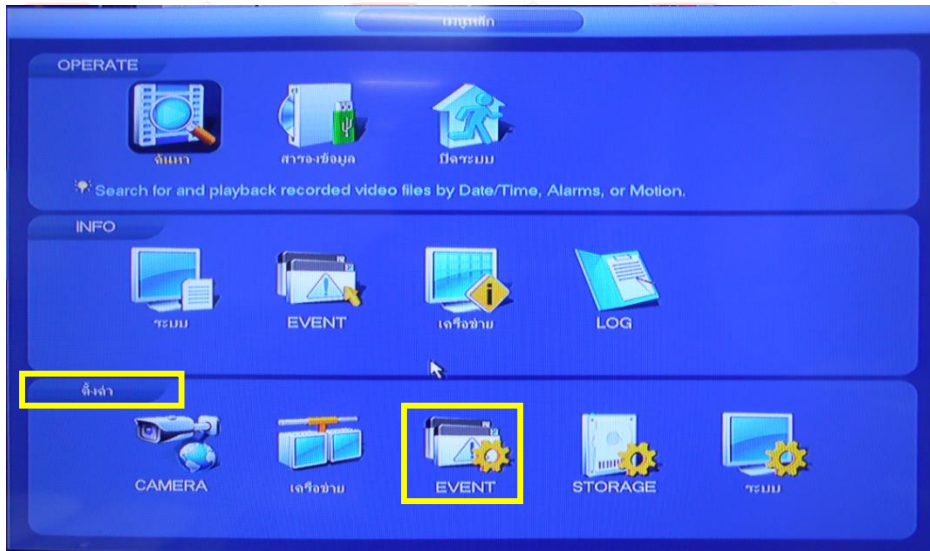 เมนูหลัก
OPERATE
ค้นหา
สำรองข้อมูล
ปิดระบบ
Search for and playback recorded video files by Date/Time, Alarms, or Motion.
INFO
ระบบ
EVENT
เครือข่าย
LOG
ตั้งค่า
CAMERA
เครือข่าย
EVENT
STORAGE
ระบบ